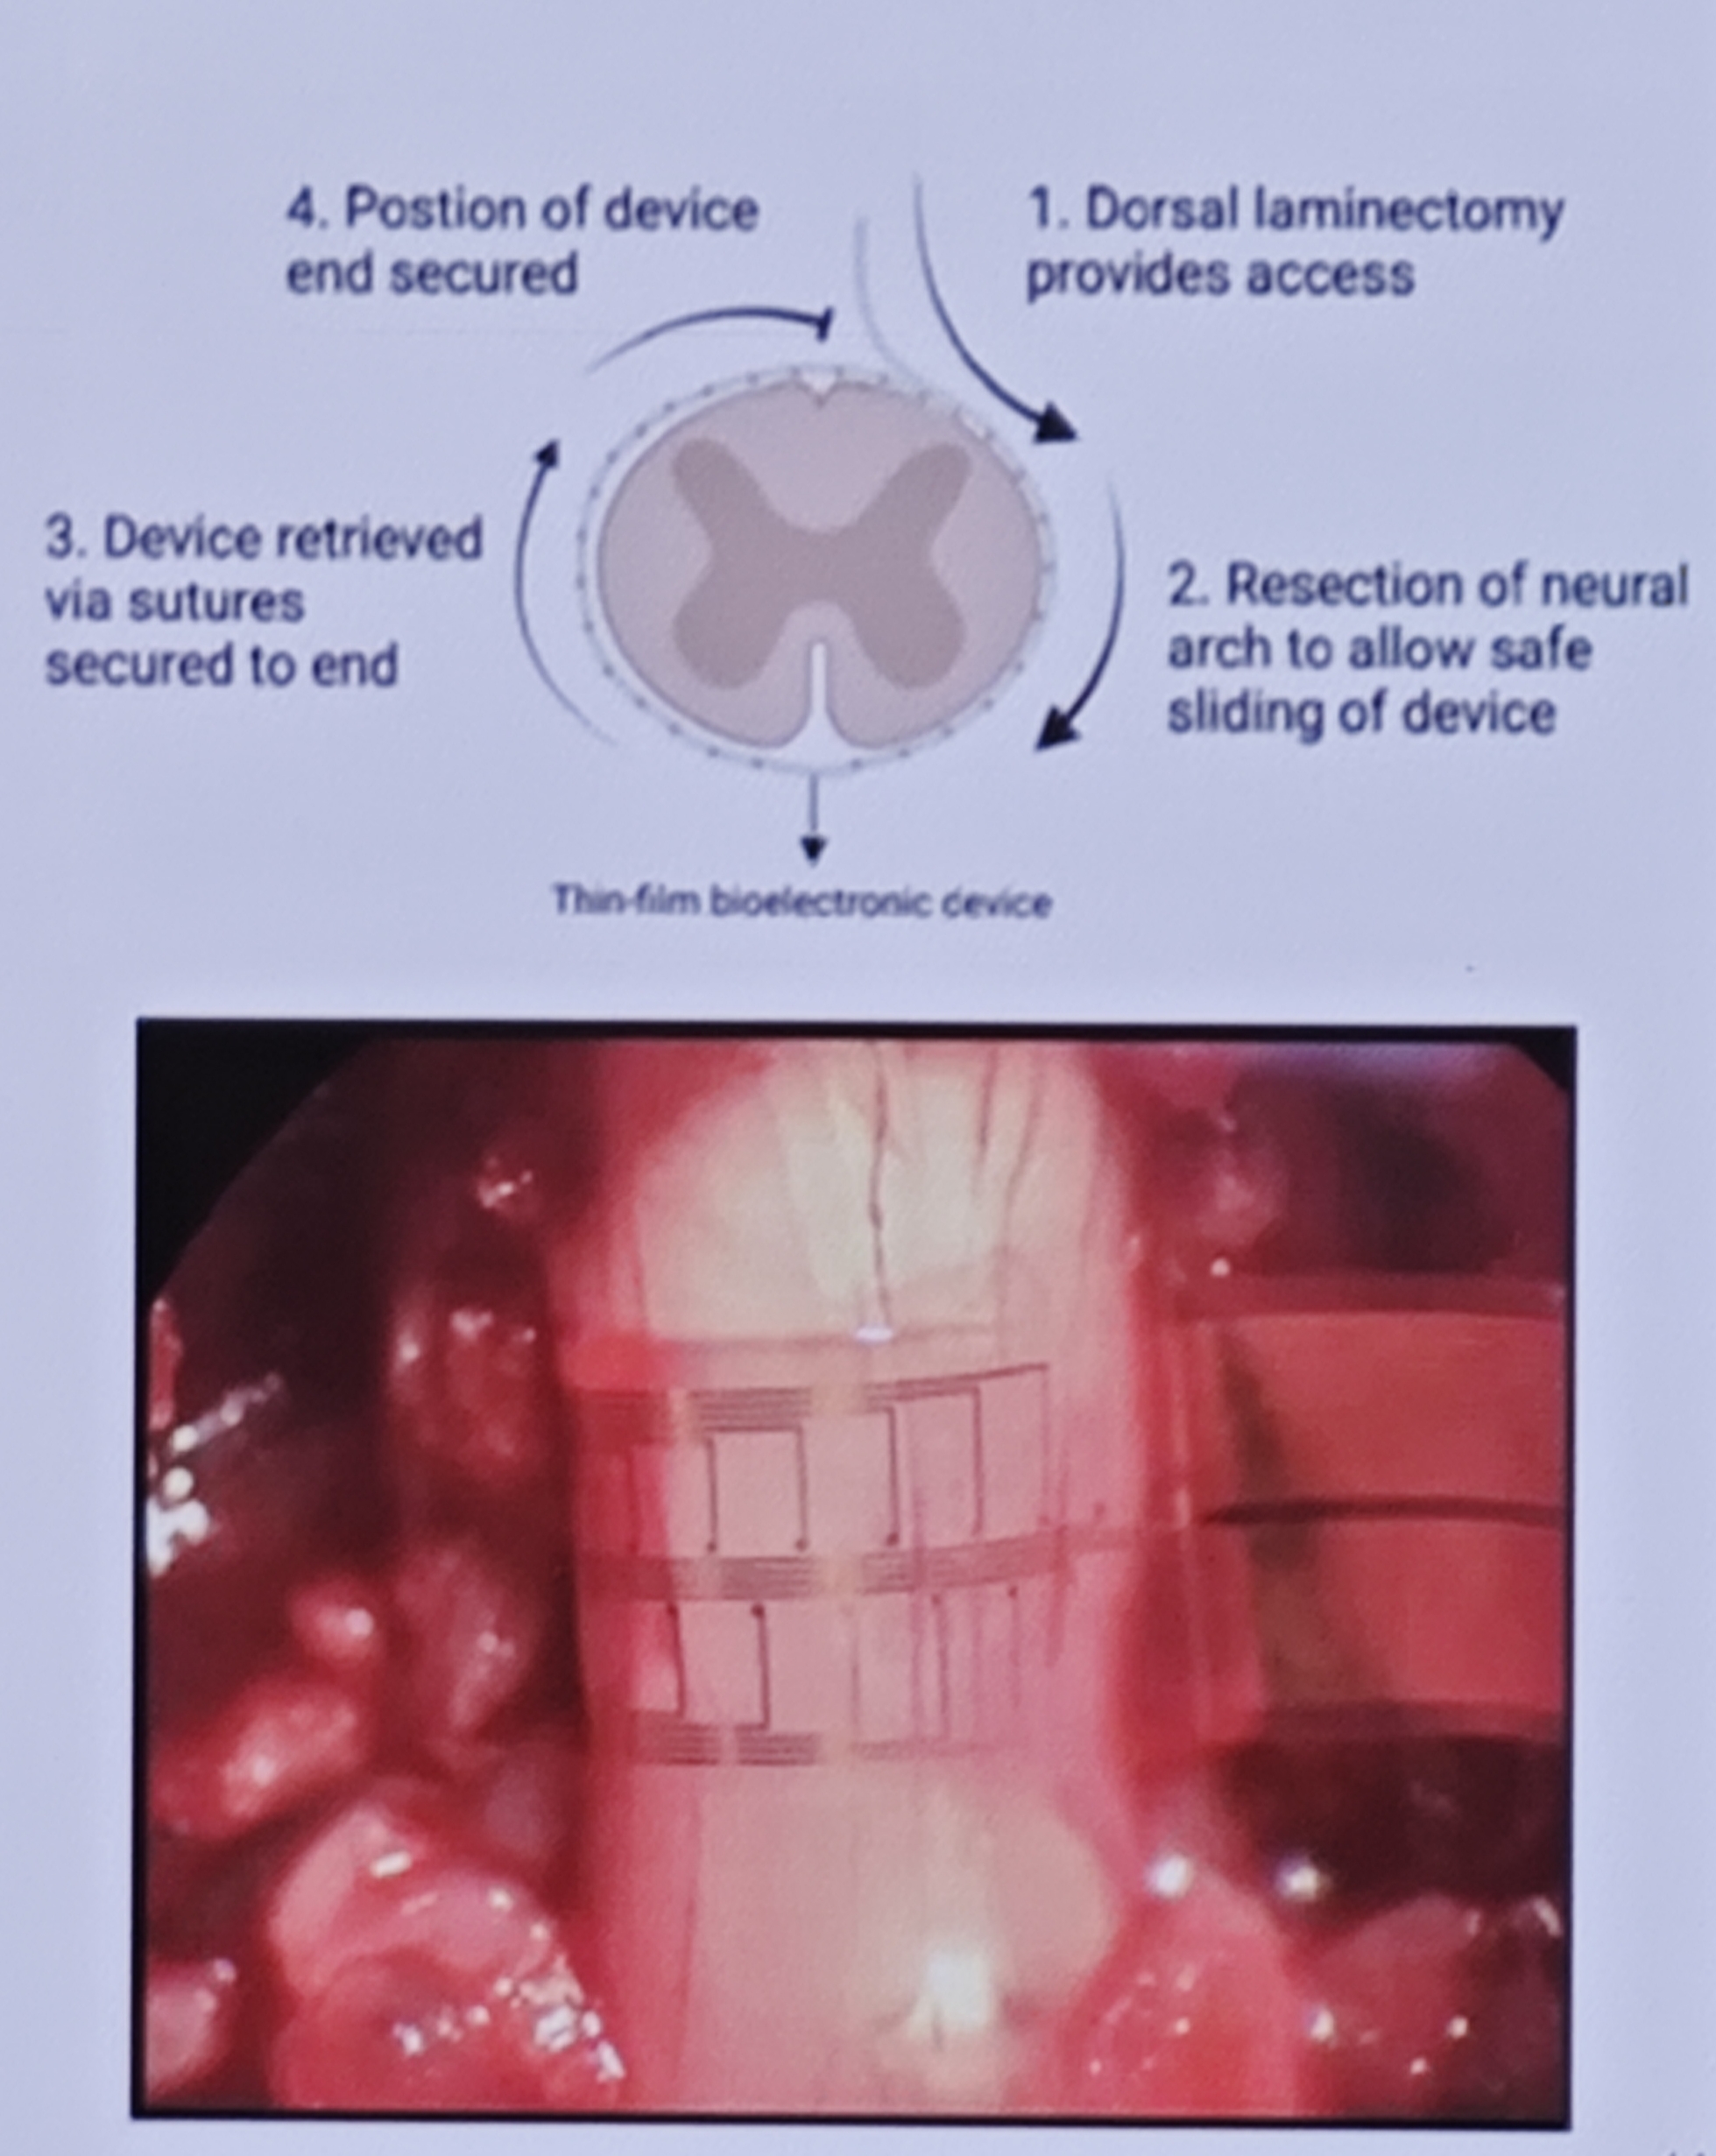 4. Postion of device
end secured
1. Dorsal laminectomy
provides access
3. Device retrieved
via sutures
secured to end
2. Resection of neural
arch to allow safe
sliding of device
Thin-film bioelectronic device